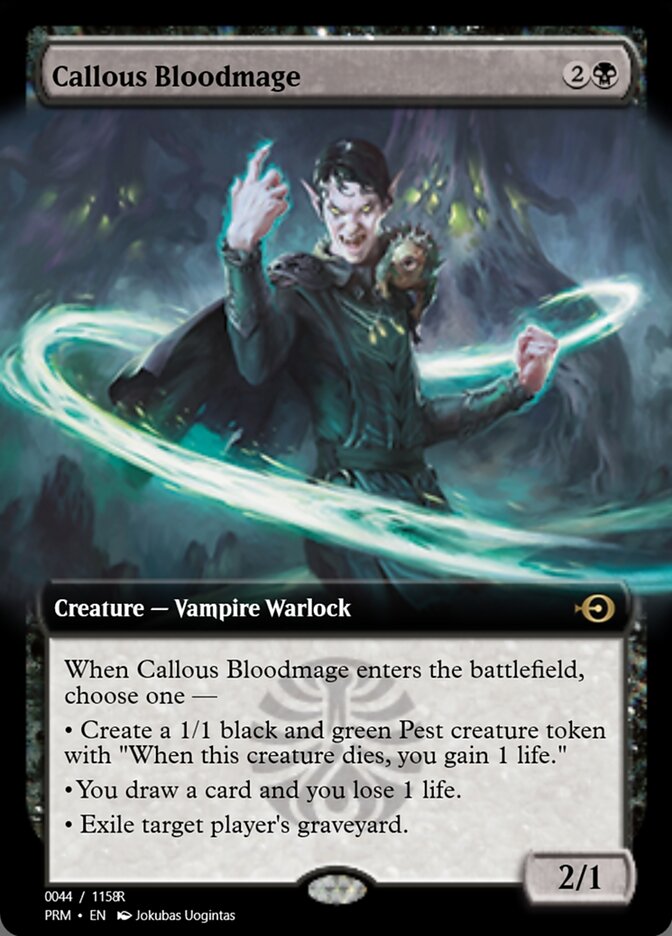 Callous Bloodmage
2
Creature — Vampire Warlock
When Callous Bloodmage enters the battlefield,
choose one —
• Create a 1/1 black and green Pest creature token
with "When this creature dies, you gain 1 life."
•You draw a card and you lose 1 life.
• Exile target player's graveyard.
2/1
0044 / 1158R
PRM • EN Jokubas Uogintas